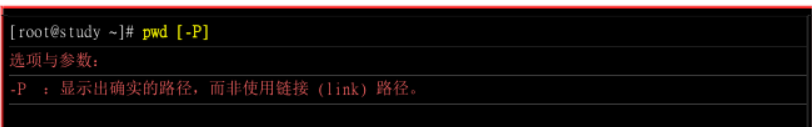 [root@study ~]# pwd [-P]
选项与参数：
-P ：显示出确实的路径，而非使用链接 (link) 路径。